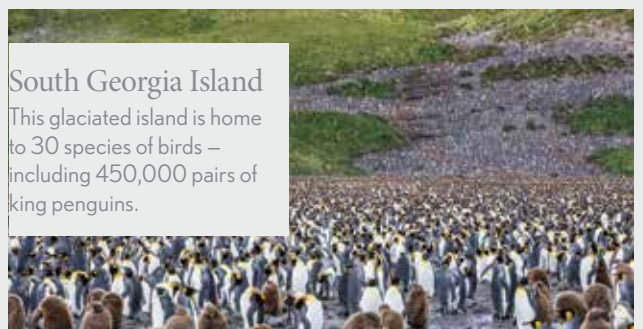 South Georgia Island
This glaciated island is home
to 30 species of birds –
including 450,000 pairs of
king penguins.